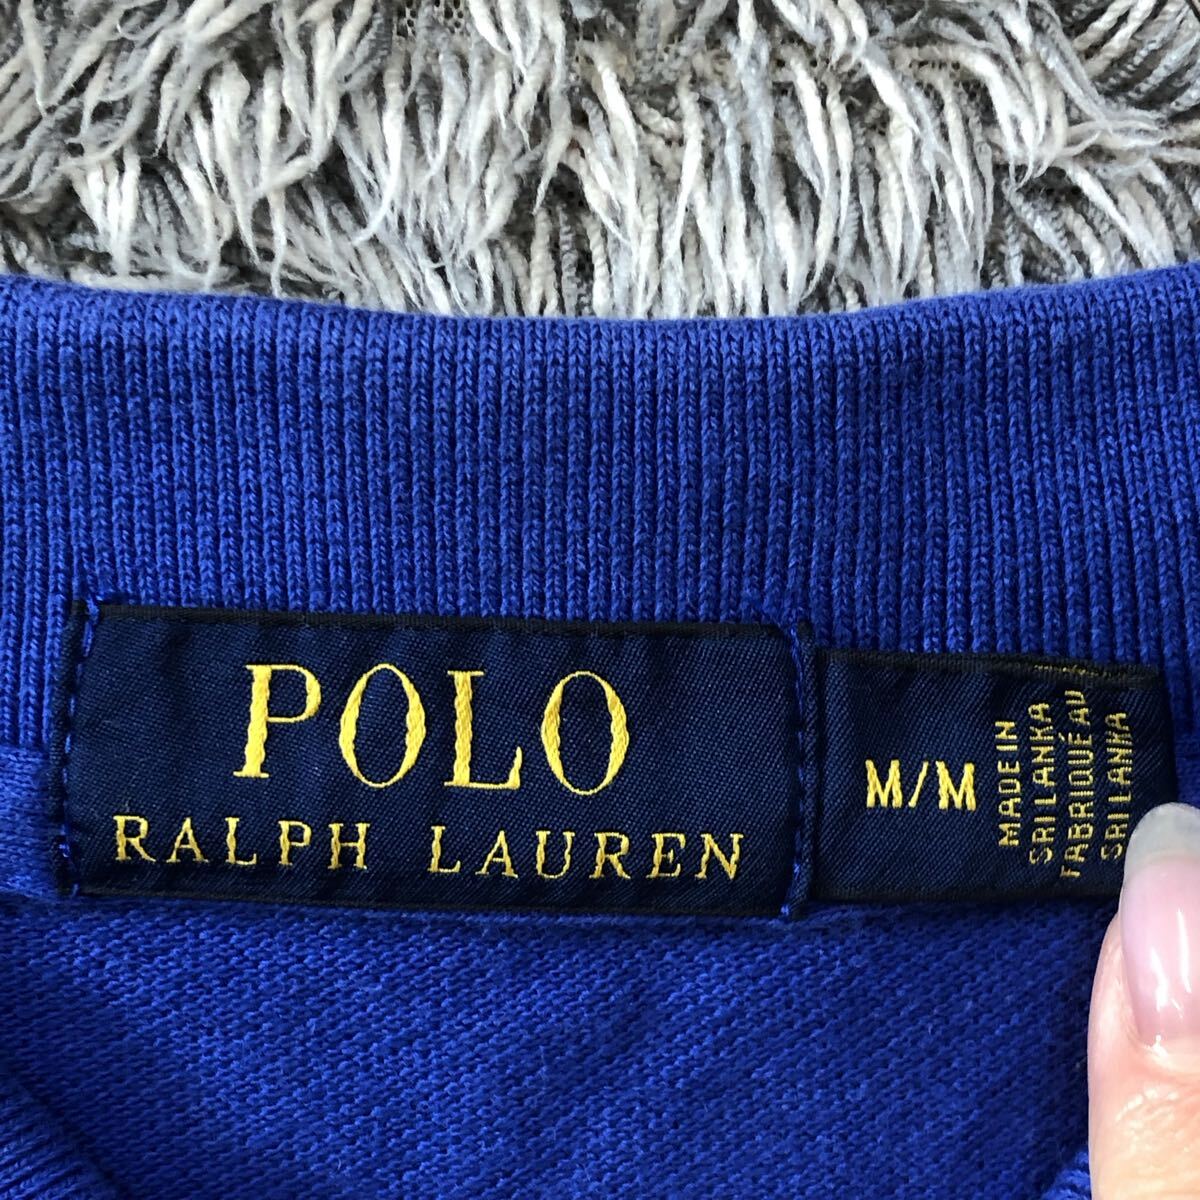 POLO
RALPH LAUREN
M/M
MADE IN
SRI LANKA
FABRIQUÉ AU
SRI LANKA